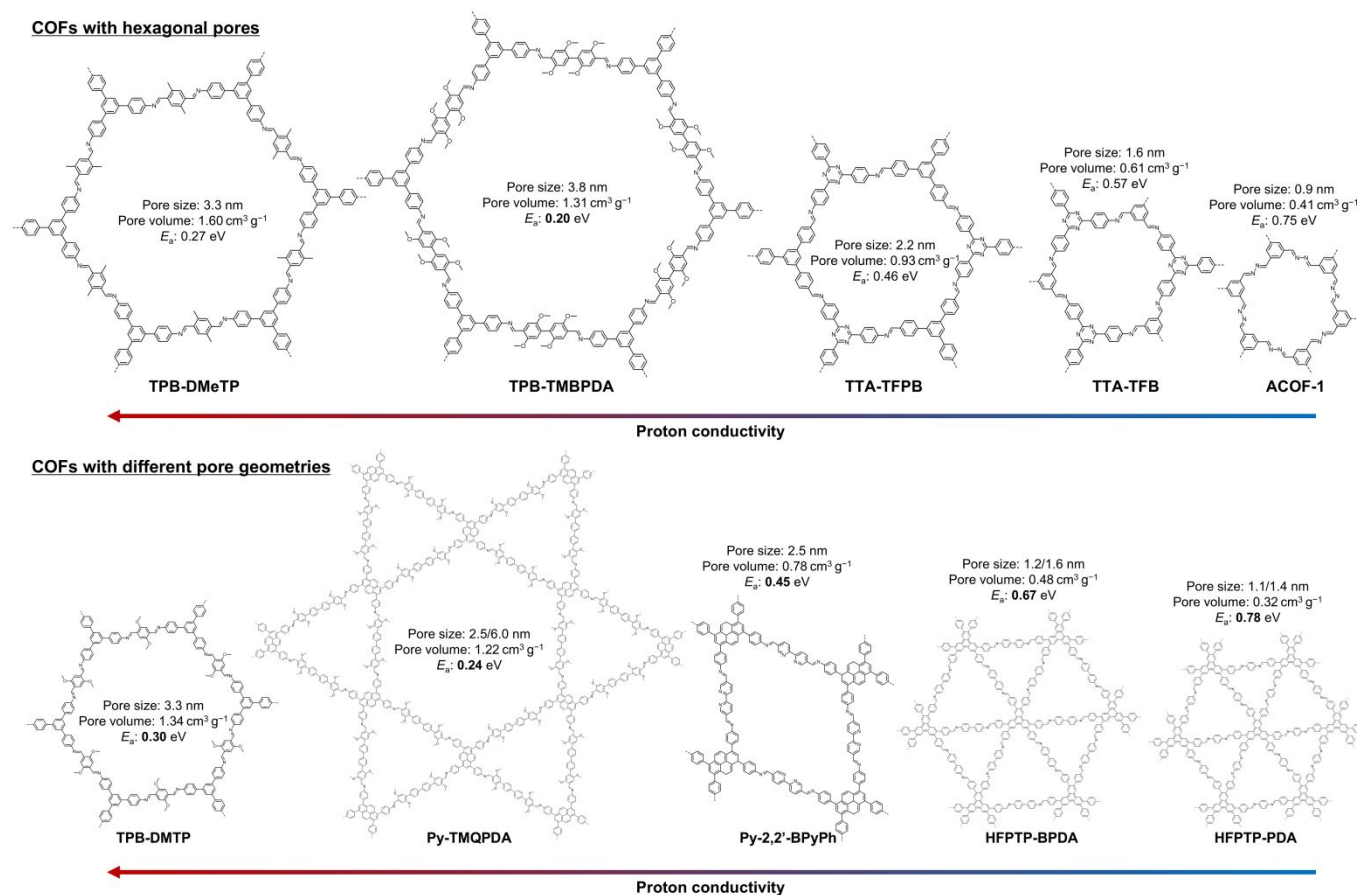 COFs with hexagonal pores
Pore size: 3.3 nm
Pore volume: 1.60 cm³ g⁻¹
Eₐ: 0.27 eV
TPB-DMeTP
Pore size: 3.8 nm
Pore volume: 1.31 cm³ g⁻¹
Eₐ: 0.20 eV
TPB-TMBPDA
Pore size: 2.2 nm
Pore volume: 0.93 cm³ g⁻¹
Eₐ: 0.46 eV
TTA-TFPB
Pore size: 1.6 nm
Pore volume: 0.61 cm³ g⁻¹
Eₐ: 0.57 eV
TTA-TFB
Pore size: 0.9 nm
Pore volume: 0.41 cm³ g⁻¹
Eₐ: 0.75 eV
ACOF-1
Proton conductivity
COFs with different pore geometries
Pore size: 3.3 nm
Pore volume: 1.34 cm³ g⁻¹
Eₐ: 0.30 eV
TPB-DMTP
Pore size: 2.5/6.0 nm
Pore volume: 1.22 cm³ g⁻¹
Eₐ: 0.24 eV
Py-TMQPDA
Pore size: 2.5 nm
Pore volume: 0.78 cm³ g⁻¹
Eₐ: 0.45 eV
Py-2,2’-BPyPh
Pore size: 1.2/1.6 nm
Pore volume: 0.48 cm³ g⁻¹
Eₐ: 0.67 eV
HFPTP-BPDA
Pore size: 1.1/1.4 nm
Pore volume: 0.32 cm³ g⁻¹
Eₐ: 0.78 eV
HFPTP-PDA
Proton conductivity